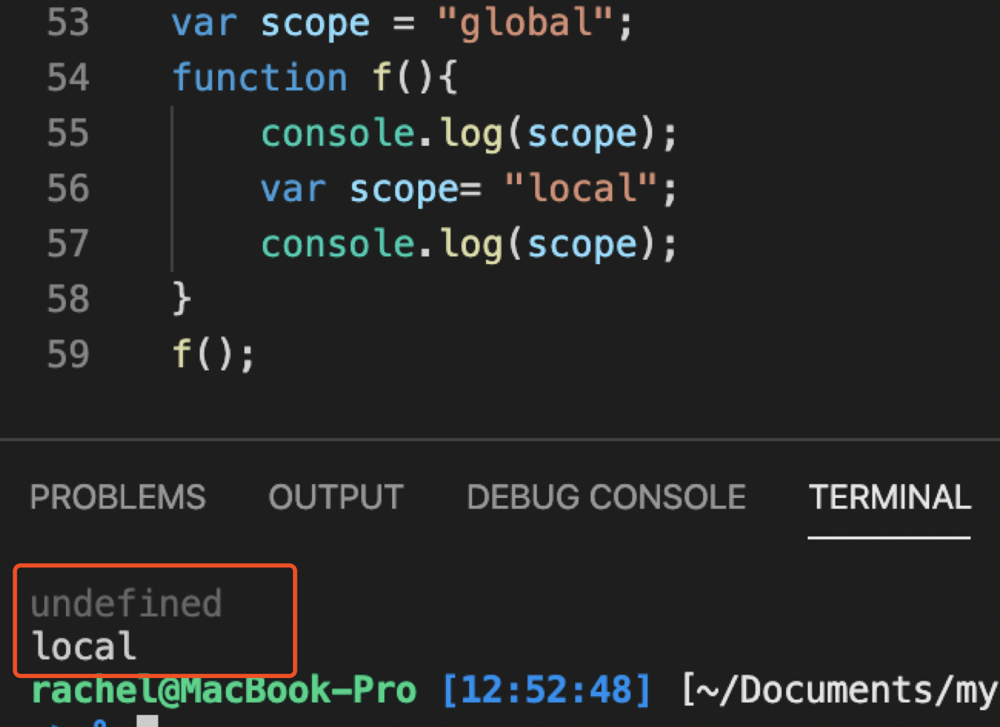 53 var scope = "global";
54 function f(){
55 console.log(scope);
56 var scope= "local";
57 console.log(scope);
58 }
59 f();
PROBLEMS OUTPUT DEBUG CONSOLE TERMINAL
undefined
local
rachel@MacBook-Pro [12:52:48] [~/Documents/my